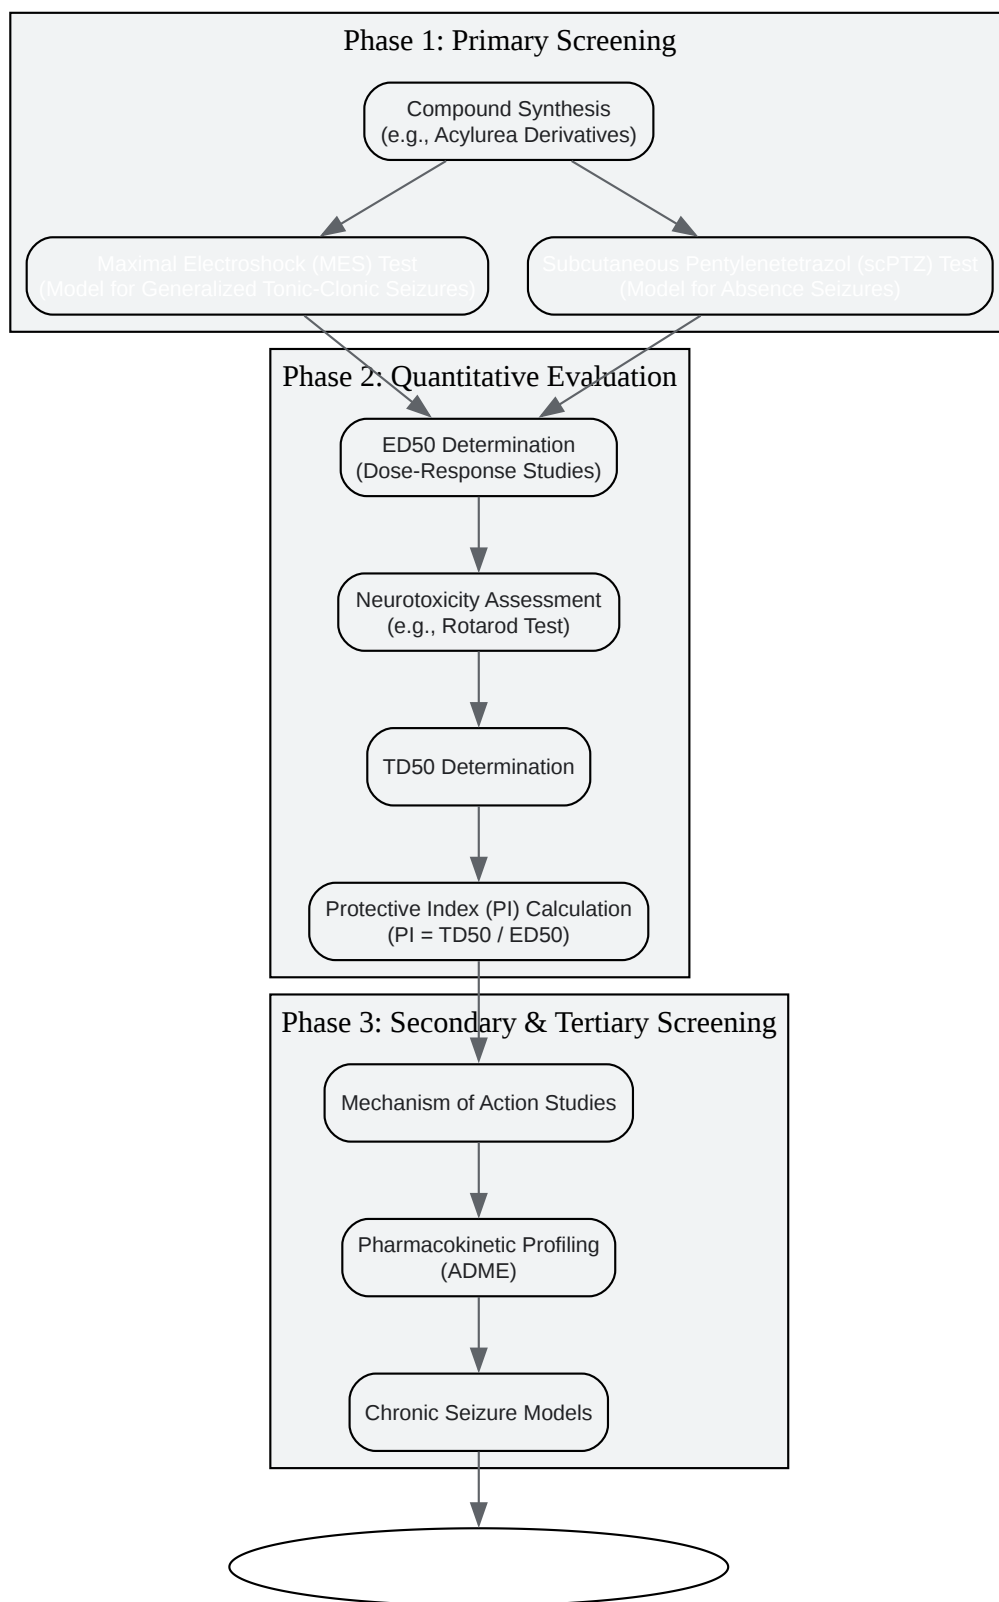 Phase 1: Primary Screening
Compound Synthesis
(e.g., Acylurea Derivatives)
Maximal Electroshock (MES) Test
(Model for Generalized Tonic-Clonic Seizures)
Subcutaneous Pentylenetetrazol (scPTZ) Test
(Model for Absence Seizures)
Phase 2: Quantitative Evaluation
ED50 Determination
(Dose-Response Studies)
Neurotoxicity Assessment
(e.g., Rotarod Test)
TD50 Determination
Protective Index (PI) Calculation
(PI = TD50 / ED50)
Phase 3: Secondary & Tertiary Screening
Mechanism of Action Studies
Pharmacokinetic Profiling
(ADME)
Chronic Seizure Models